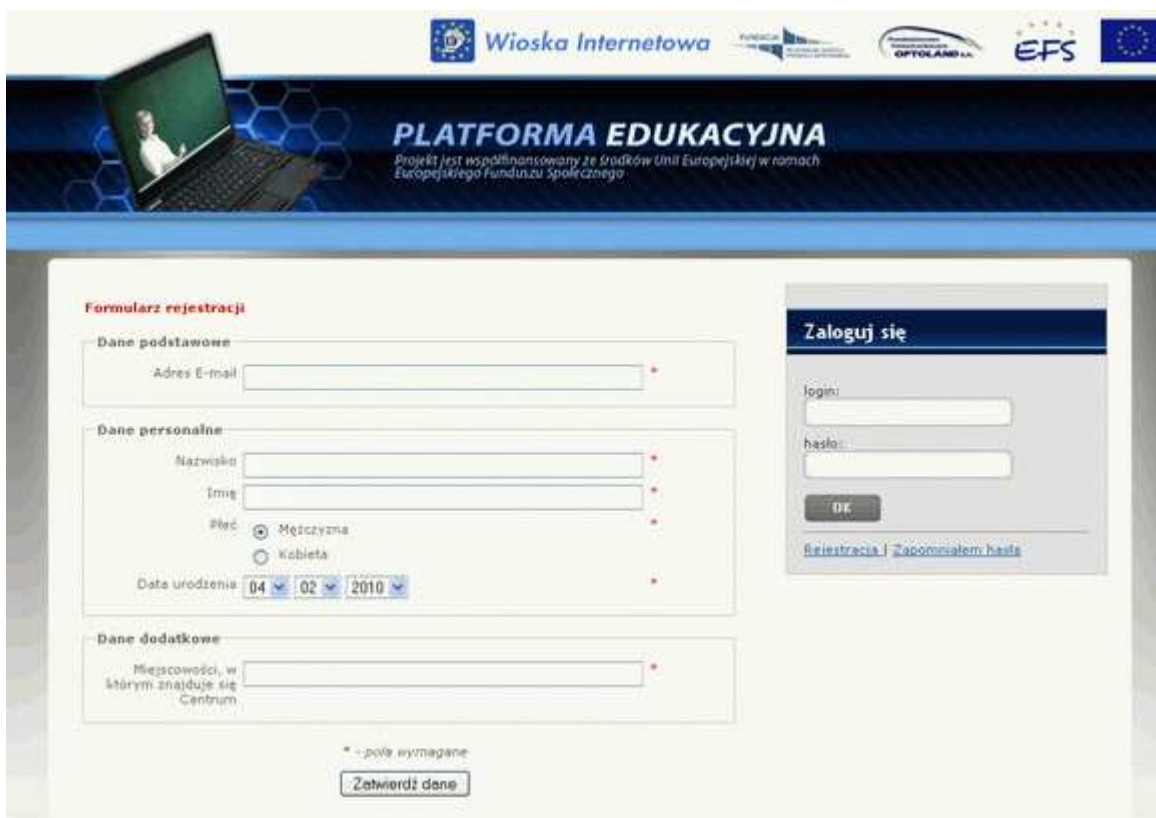 Wioska Internetowa
FUNDACJA
OPTOLAND S.A.
EFS
PLATFORMA EDUKACYJNA
Projekt jest współfinansowany ze środków Unii Europejskiej w ramach
Europejskiego Funduszu Społecznego
Formularz rejestracji
Dane podstawowe
Adres E-mail *
Dane personalne
Nazwisko *
Imię *
Płeć Mężczyzna *
Kobieta
Data urodzenia 04 02 2010 *
Dane dodatkowe
Miejscowości, w *
którym znajduje się
Centrum
* - pola wymagane
Zatwierdź dane
Zaloguj się
login:
hasło:
OK
Rejestracja | Zapomniałem hasła